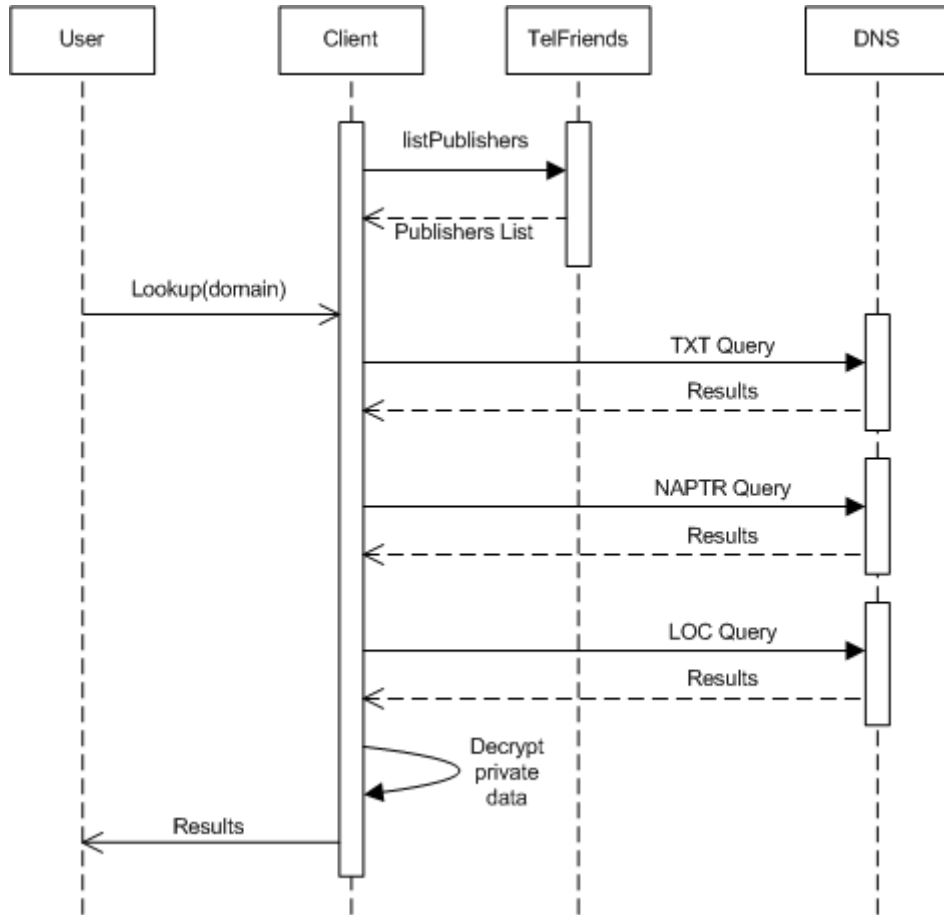 User
Client
TelFriends
DNS
listPublishers
Publishers List
Lookup(domain)
TXT Query
Results
NAPTR Query
Results
LOC Query
Results
Decrypt
private
data
Results